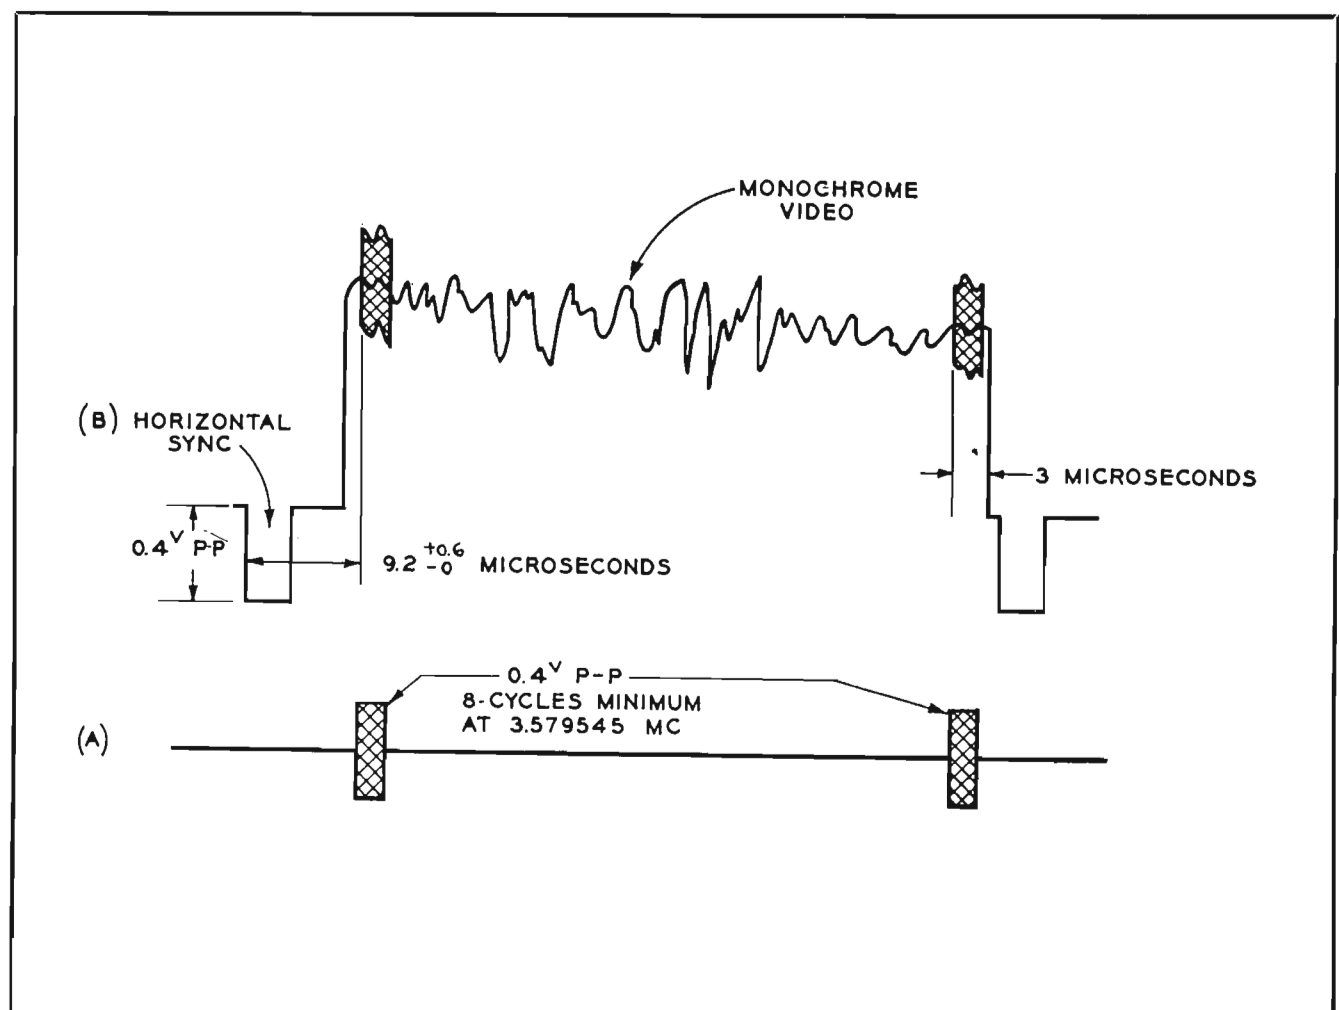 MONOCHROME
VIDEO
(B) HORIZONTAL
SYNC
3 MICROSECONDS
0.4V P-P
9.2 +0.6 -0 MICROSECONDS
0.4V P-P
8-CYCLES MINIMUM
AT 3.579545 MC
(A)